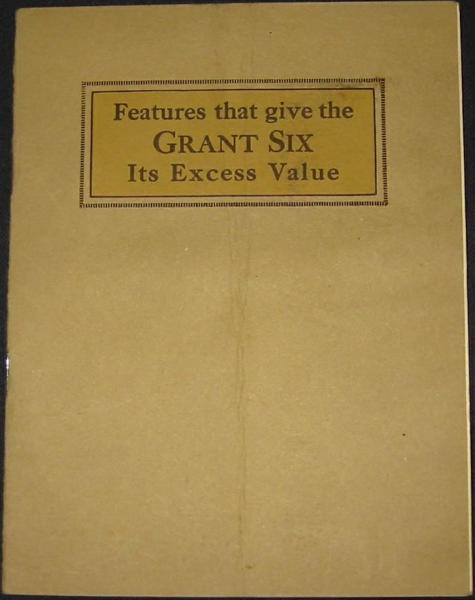 Features that give the
GRANT SIX
Its Excess Value